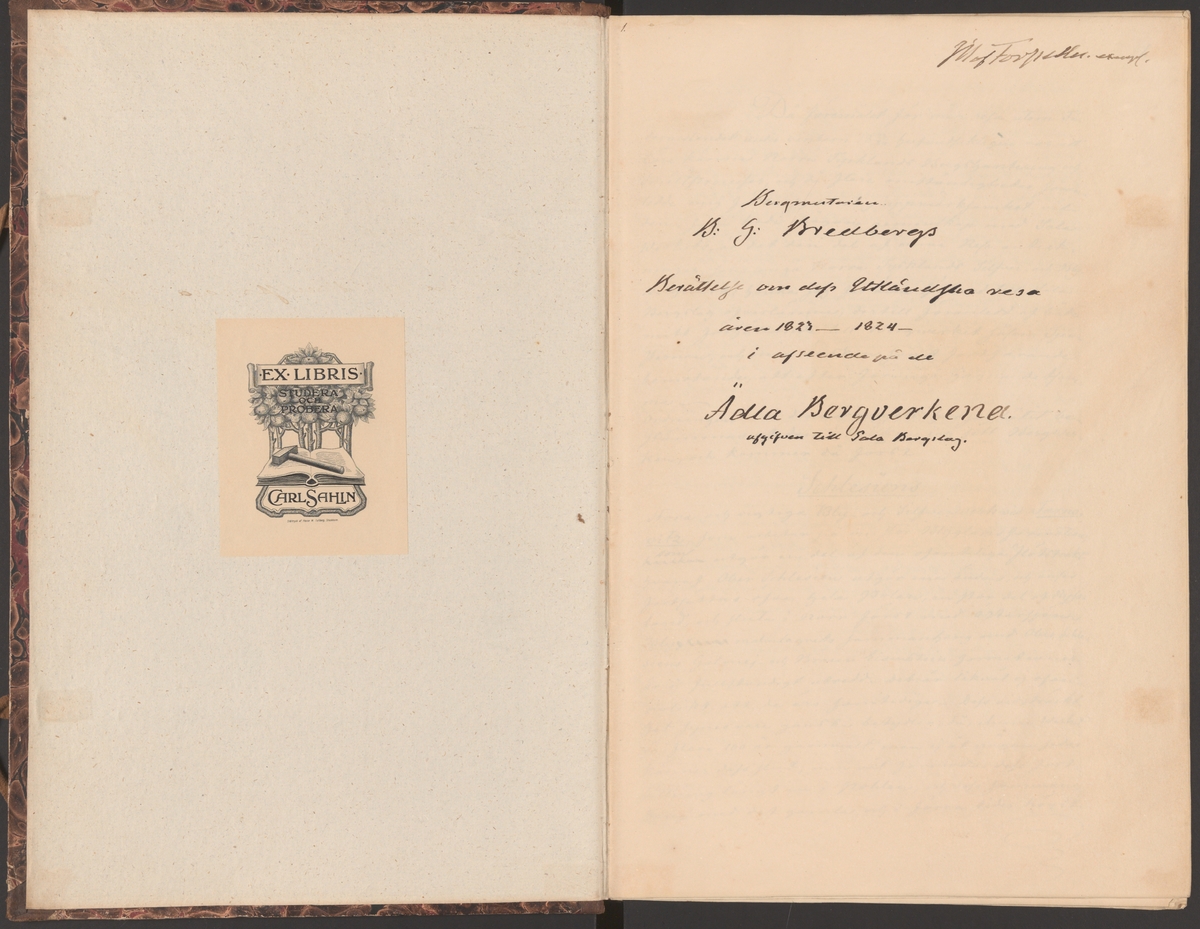 ·EX·LIBRIS·
STUDERA
OCH
PROBERA
CARL SAHLIN
Bergmästaren
B: G: Bredbergs
Berättelse om dess Utländska resa
åren 1823— 1824—
i afseende på de
Ädla Bergverkena.
afgifven till Sala Bergslag.